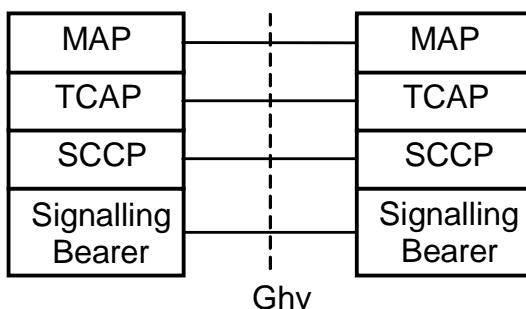 MAP MAP
TCAP TCAP
SCCP SCCP
Signalling Signalling
Bearer Bearer
Ghv